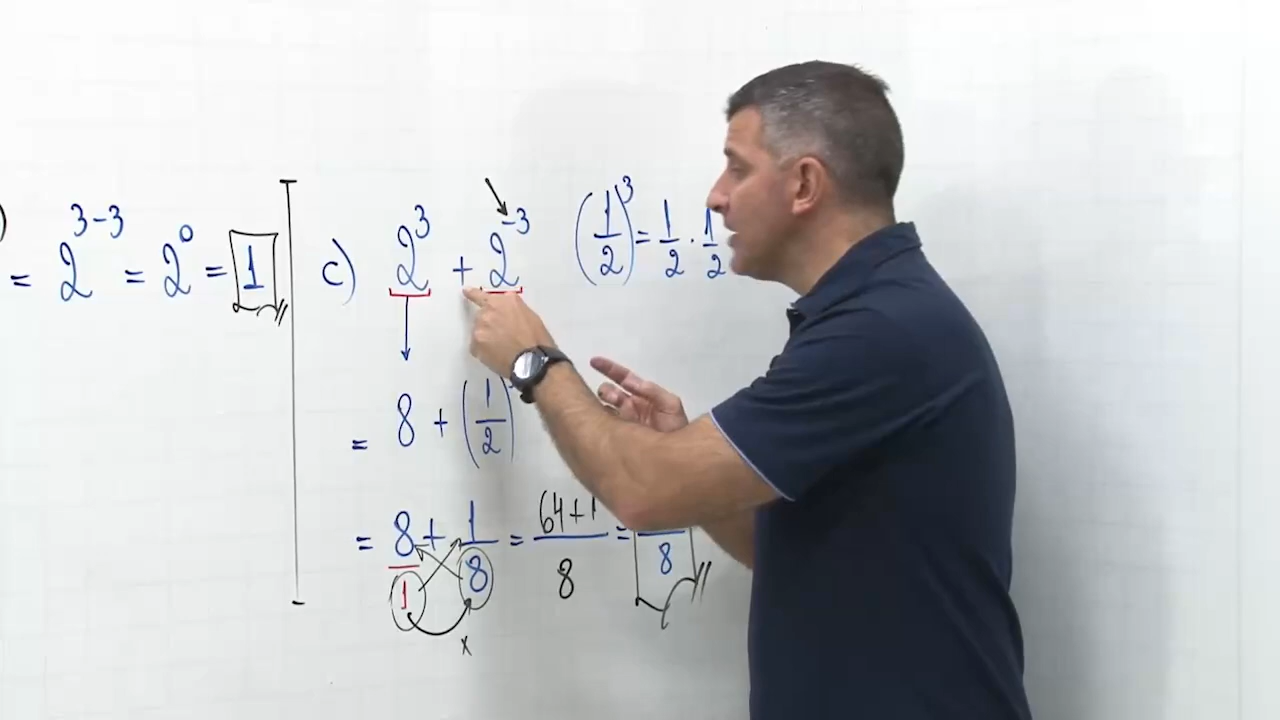 ) = 2^{3-3} = 2^0 = 1
c) 2^3 + 2^{-3} (1/2)^3 = 1/2 · 1/2
= 8 + (1/2)
= 8/1 + 1/8 = 64+1/8 = /8
x